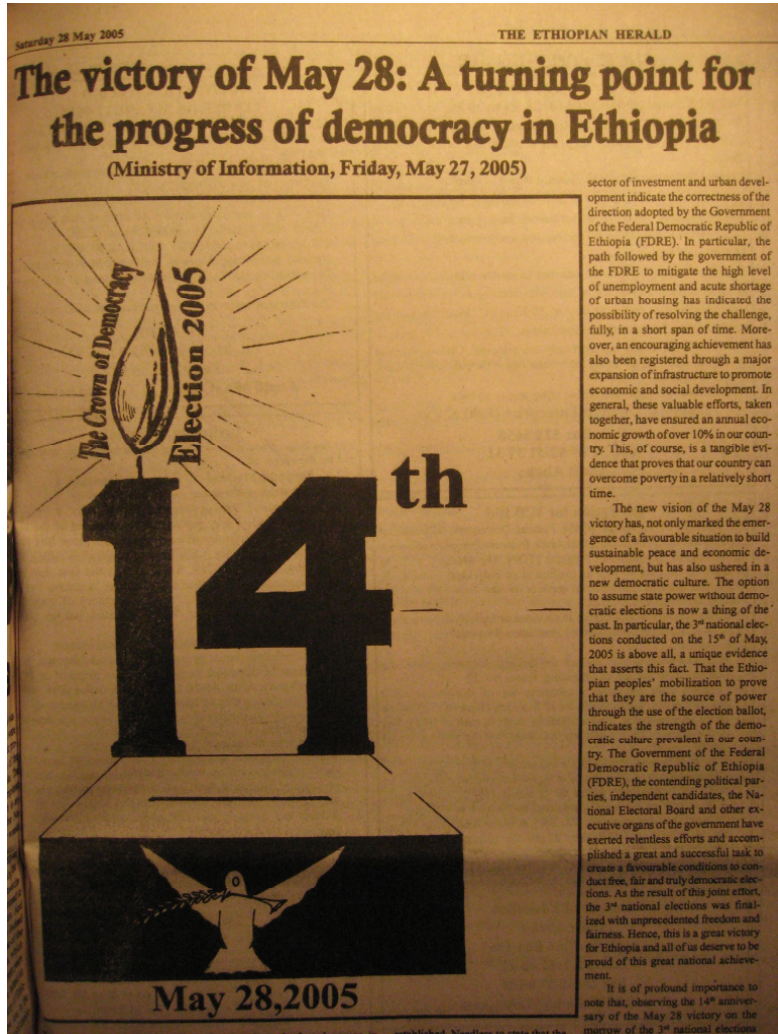 Saturday 28 May 2005
THE ETHIOPIAN HERALD
The victory of May 28: A turning point for
the progress of democracy in Ethiopia
(Ministry of Information, Friday, May 27, 2005)
The Crown of Democracy
Election 2005
14th
May 28,2005
sector of investment and urban devel-
opment indicate the correctness of the
direction adopted by the Government
of the Federal Democratic Republic of
Ethiopia (FDRE). In particular, the
path followed by the government of
the FDRE to mitigate the high level
of unemployment and acute shortage
of urban housing has indicated the
possibility of resolving the challenge,
fully, in a short span of time. More-
over, an encouraging achievement has
also been registered through a major
expansion of infrastructure to promote
economic and social development. In
general, these valuable efforts, taken
together, have ensured an annual eco-
nomic growth of over 10% in our coun-
try. This, of course, is a tangible evi-
dence that proves that our country can
overcome poverty in a relatively short
time.
The new vision of the May 28
victory has, not only marked the emer-
gence of a favourable situation to build
sustainable peace and economic de-
velopment, but has also ushered in a
new democratic culture. The option
to assume state power without demo-
cratic elections is now a thing of the
past. In particular, the 3rd national elec-
tions conducted on the 15th of May,
2005 is above all, a unique evidence
that asserts this fact. That the Ethio-
pian peoples' mobilization to prove
that they are the source of power
through the use of the election ballot,
indicates the strength of the demo-
cratic culture prevalent in our coun-
try. The Government of the Federal
Democratic Republic of Ethiopia
(FDRE), the contending political par-
ties, independent candidates, the Na-
tional Electoral Board and other ex-
ecutive organs of the government have
exerted relentless efforts and accom-
plished a great and successful task to
create a favourable conditions to con-
duct free, fair and truly democratic elec-
tions. As the result of this joint effort,
the 3rd national elections was final-
ized with unprecedented freedom and
fairness. Hence, this is a great victory
for Ethiopia and all of us deserve to be
proud of this great national achieve-
ment.
It is of profound importance to
note that, observing the 14th anniver-
sary of the May 28 victory on the
morrow of the 3rd national elections
established. Needless to state that the